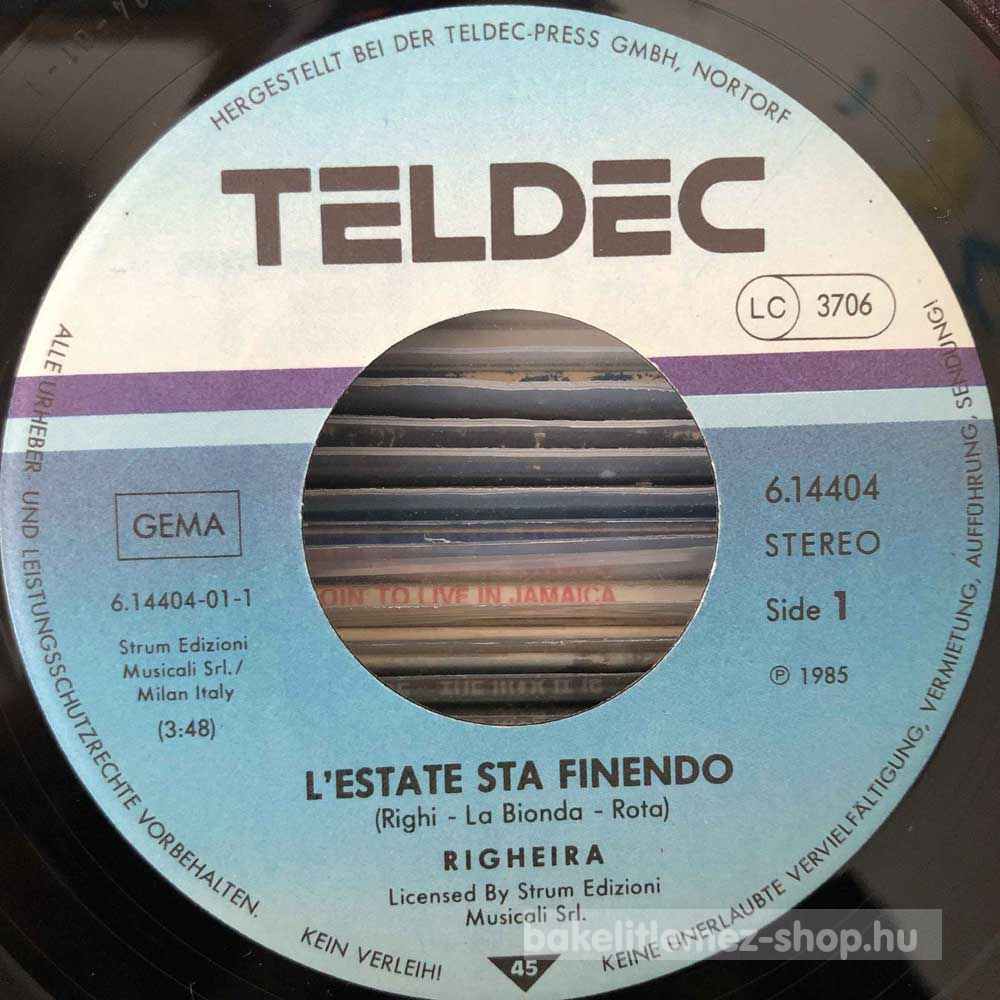 HERGESTELLT BEI DER TELDEC-PRESS GMBH, NORTORF
TELDEC
LC 3706
GEMA
6.14404-01-1
Strum Edizioni
Musicali Srl./
Milan Italy
(3:48)
6.14404
STEREO
Side 1
℗ 1985
TO LIVE IN JAMAICA
L'ESTATE STA FINENDO
(Righi - La Bionda - Rota)
RIGHEIRA
Licensed By Strum Edizioni
Musicali Srl.
45
ALLE URHEBER- UND LEISTUNGSSCHUTZRECHTE VORBEHALTEN.
KEIN VERLEIH!
KEINE UNERLAUBTE VERVIELFÄLTIGUNG, VERMIETUNG, AUFFÜHRUNG, SENDUNG!
bakelitlemez-shop.hu